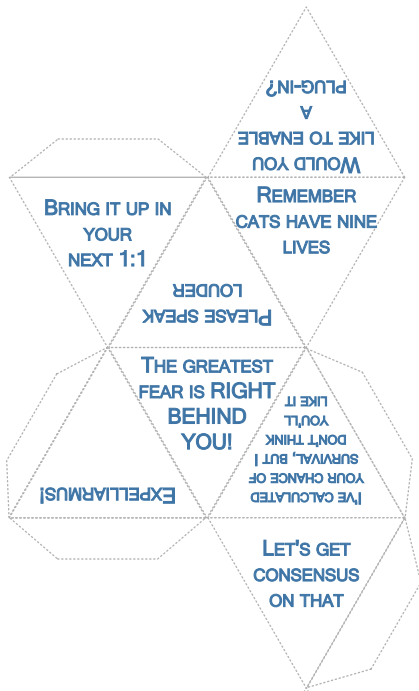 WOULD YOU
LIKE TO ENABLE
A
PLUG-IN?
REMEMBER
CATS HAVE NINE
LIVES
BRING IT UP IN
YOUR
NEXT 1:1
PLEASE SPEAK
LOUDER
THE GREATEST
FEAR IS RIGHT
BEHIND
YOU!
I'VE CALCULATED
YOUR CHANCE OF
SURVIVAL, BUT I
DON'T THINK
YOU'LL
LIKE IT
EXPELLIARMUS!
LET'S GET
CONSENSUS
ON THAT